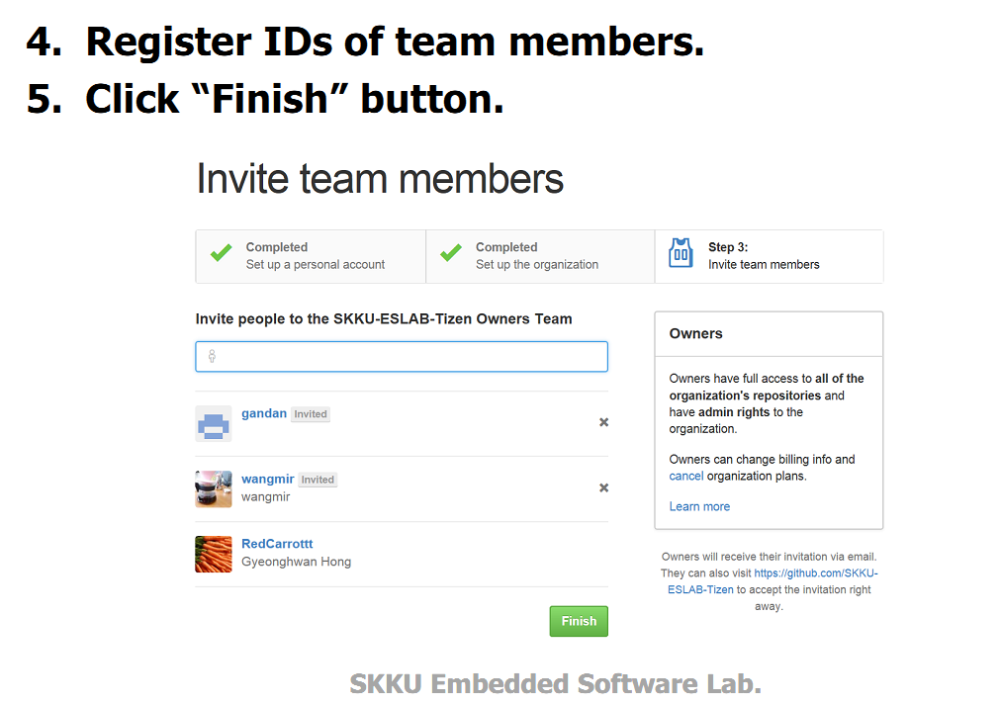 4. Register IDs of team members.
5. Click “Finish” button.
Invite team members
Completed
Set up a personal account
Completed
Set up the organization
Step 3:
Invite team members
Invite people to the SKKU-ESLAB-Tizen Owners Team
gandan Invited
wangmir Invited
wangmir
RedCarrottt
Gyeonghwan Hong
Finish
Owners
Owners have full access to all of the
organization's repositories and
have admin rights to the
organization.
Owners can change billing info and
cancel organization plans.
Learn more
Owners will receive their invitation via email.
They can also visit https://github.com/SKKU-
ESLAB-Tizen to accept the invitation right
away.
SKKU Embedded Software Lab.